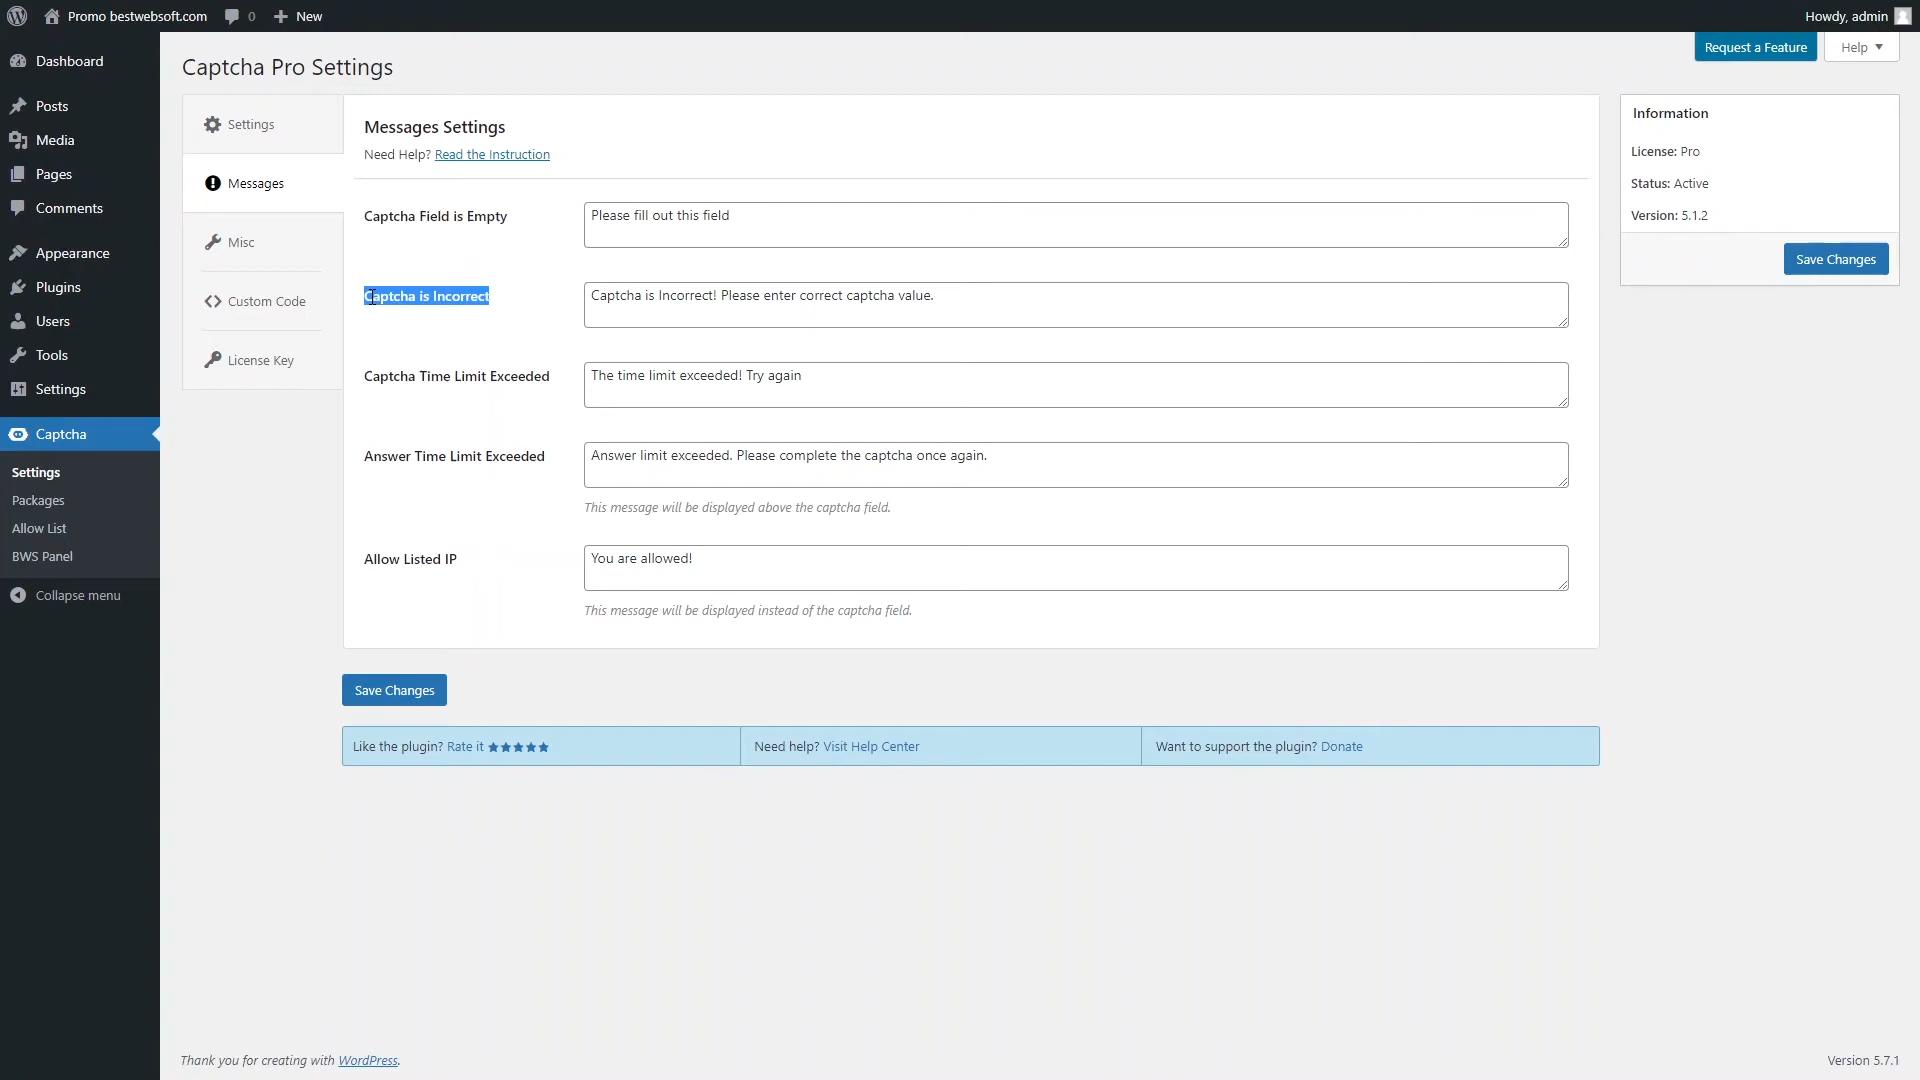 Promo bestwebsoft.com 0 New Howdy, admin
Request a Feature Help
Dashboard
Posts
Media
Pages
Comments
Appearance
Plugins
Users
Tools
Settings
Captcha
Settings
Packages
Allow List
BWS Panel
Collapse menu
Captcha Pro Settings
Settings
Messages
Misc
Custom Code
License Key
Messages Settings
Need Help? Read the Instruction
Captcha Field is Empty
Please fill out this field
Captcha is Incorrect
Captcha is Incorrect! Please enter correct captcha value.
Captcha Time Limit Exceeded
The time limit exceeded! Try again
Answer Time Limit Exceeded
Answer limit exceeded. Please complete the captcha once again.
This message will be displayed above the captcha field.
Allow Listed IP
You are allowed!
This message will be displayed instead of the captcha field.
Save Changes
Like the plugin? Rate it
Need help? Visit Help Center
Want to support the plugin? Donate
Information
License: Pro
Status: Active
Version: 5.1.2
Save Changes
Thank you for creating with WordPress.
Version 5.7.1